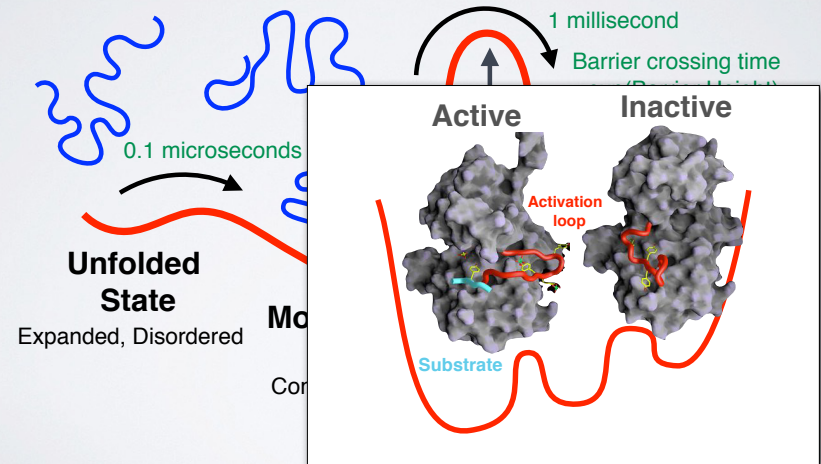 1 millisecond
Barrier crossing time
0.1 microseconds
Unfolded
State
Expanded, Disordered
Active
Inactive
Activation
loop
Substrate